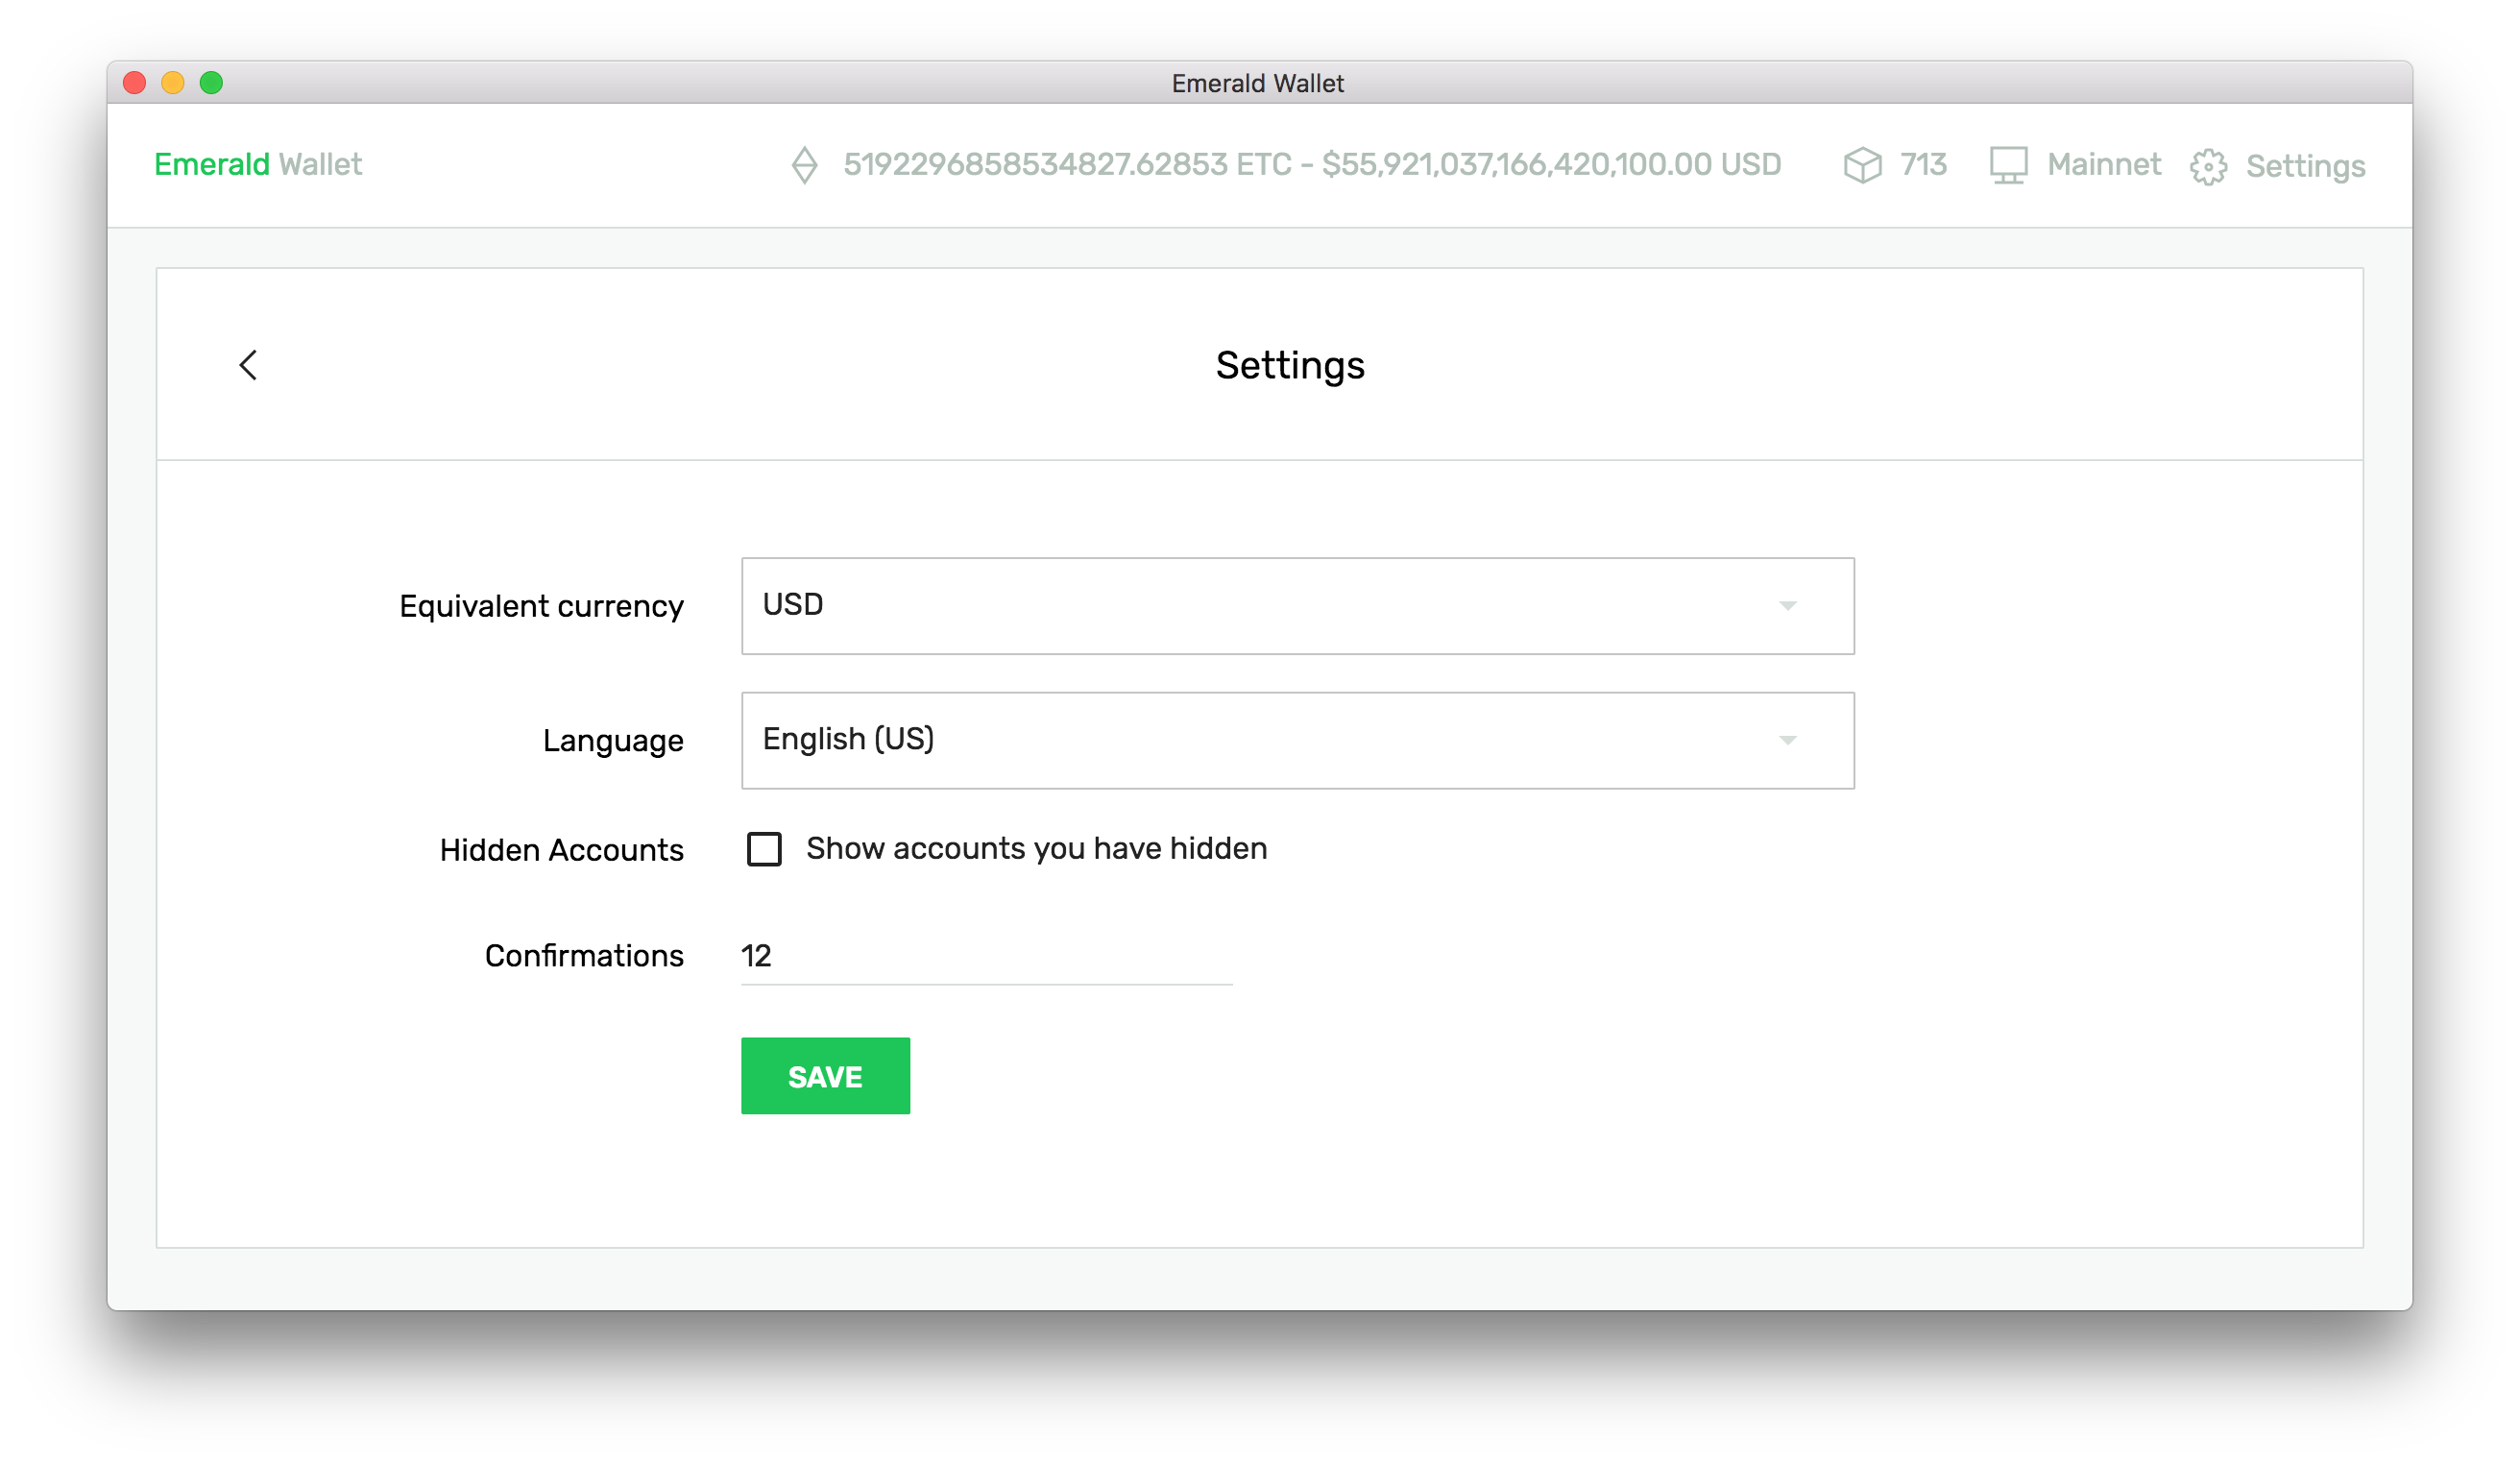 Emerald Wallet
Emerald Wallet 5192296858534827.62853 ETC - $55,921,037,166,420,100.00 USD 713 Mainnet Settings
Settings
Equivalent currency USD
Language English (US)
Hidden Accounts Show accounts you have hidden
Confirmations 12
SAVE